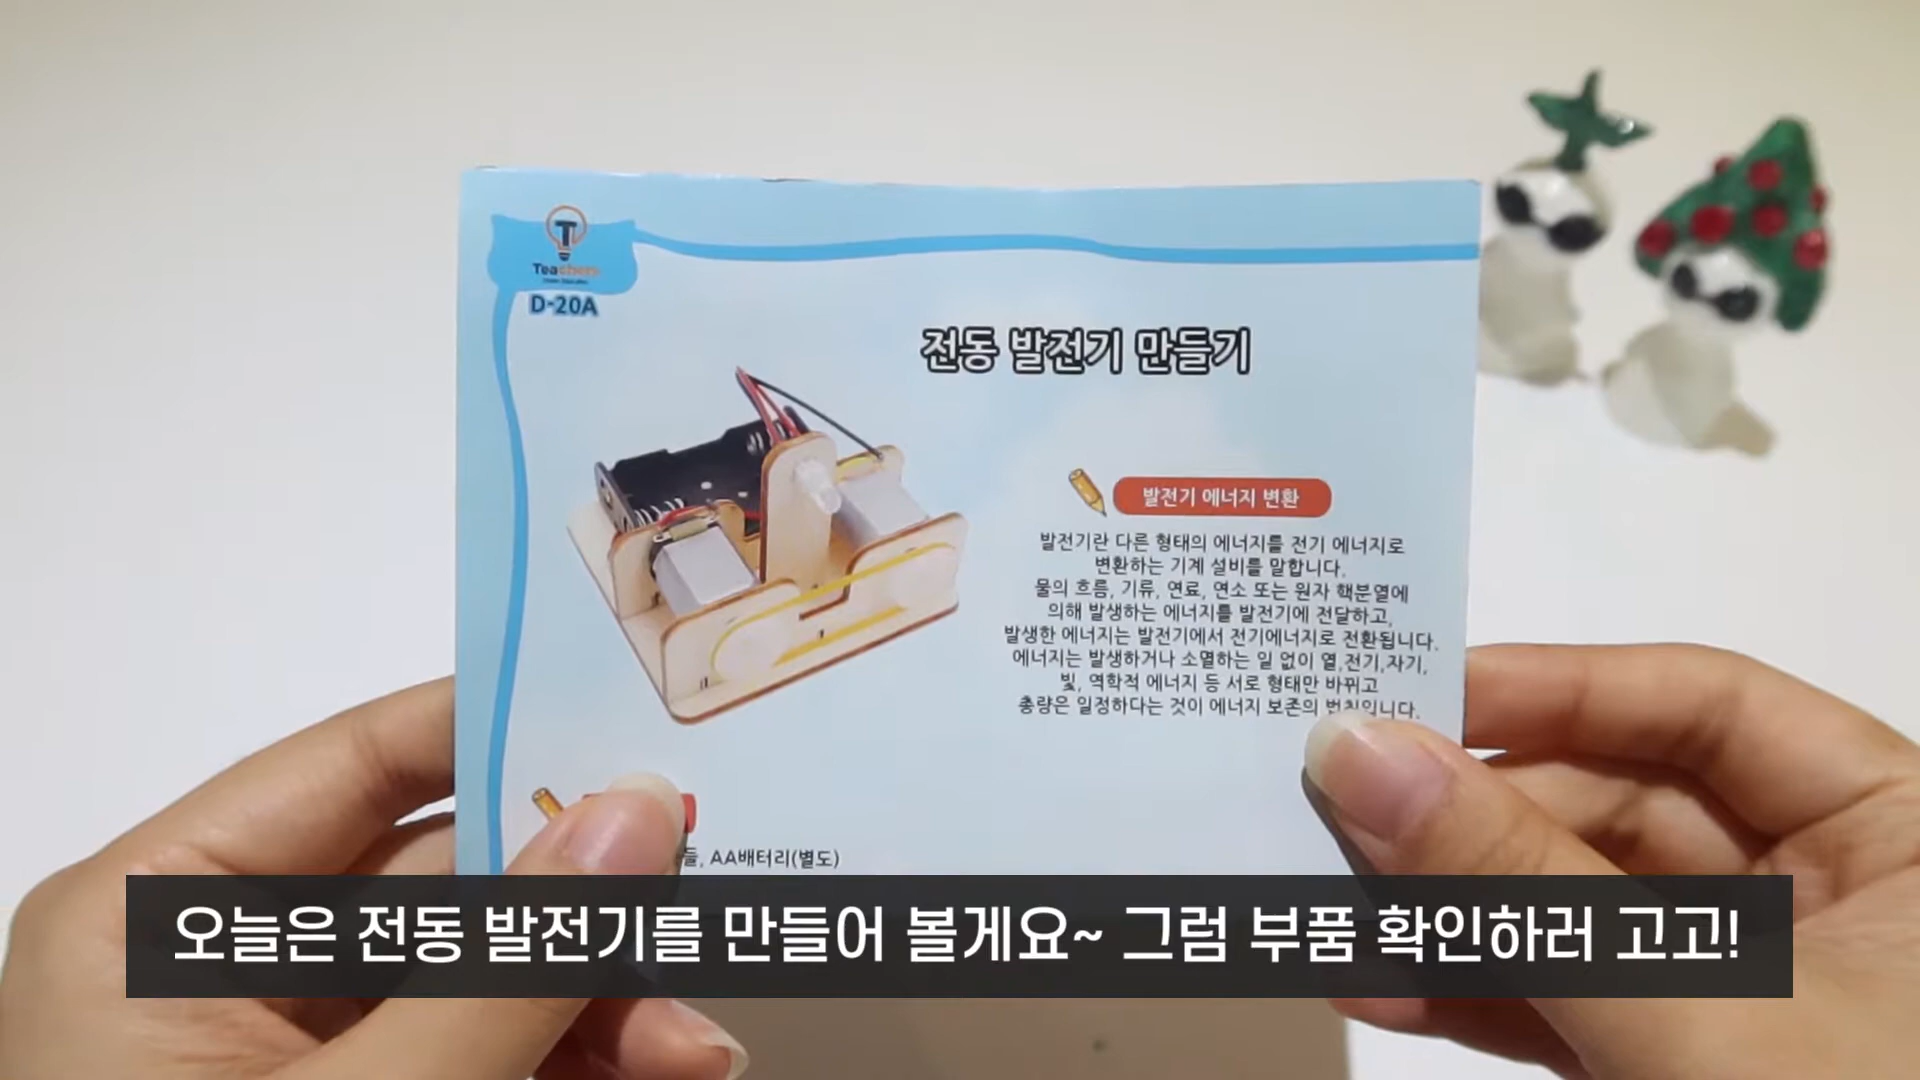 T
Teachers
D-20A
전동 발전기 만들기
발전기 에너지 변환
발전기란 다른 형태의 에너지를 전기 에너지로
변환하는 기계 설비를 말합니다.
물의 흐름, 기류, 연료, 연소 또는 원자 핵분열에
의해 발생하는 에너지를 발전기에 전달하고,
발생한 에너지는 발전기에서 전기에너지로 전환됩니다.
에너지는 발생하거나 소멸하는 일 없이 열,전기,자기,
빛, 역학적 에너지 등 서로 형태만 바뀌고
총량은 일정하다는 것이 에너지 보존의 법칙입니다.
들, AA배터리(별도)
오늘은 전동 발전기를 만들어 볼게요~ 그럼 부품 확인하러 고고!